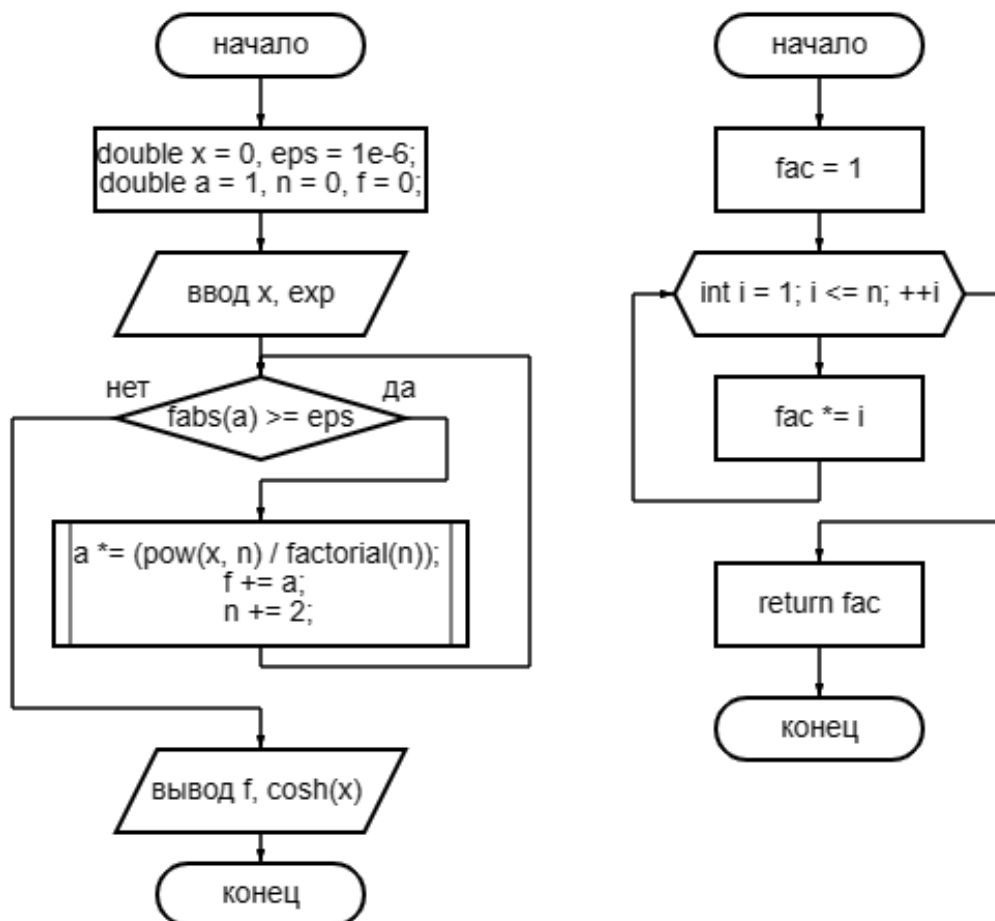 начало
double x = 0, eps = 1e-6;
double a = 1, n = 0, f = 0;
ввод x, exp
нет
да
fabs(a) >= eps
a *= (pow(x, n) / factorial(n));
f += a;
n += 2;
вывод f, cosh(x)
конец
начало
fac = 1
int i = 1; i <= n; ++i
fac *= i
return fac
конец